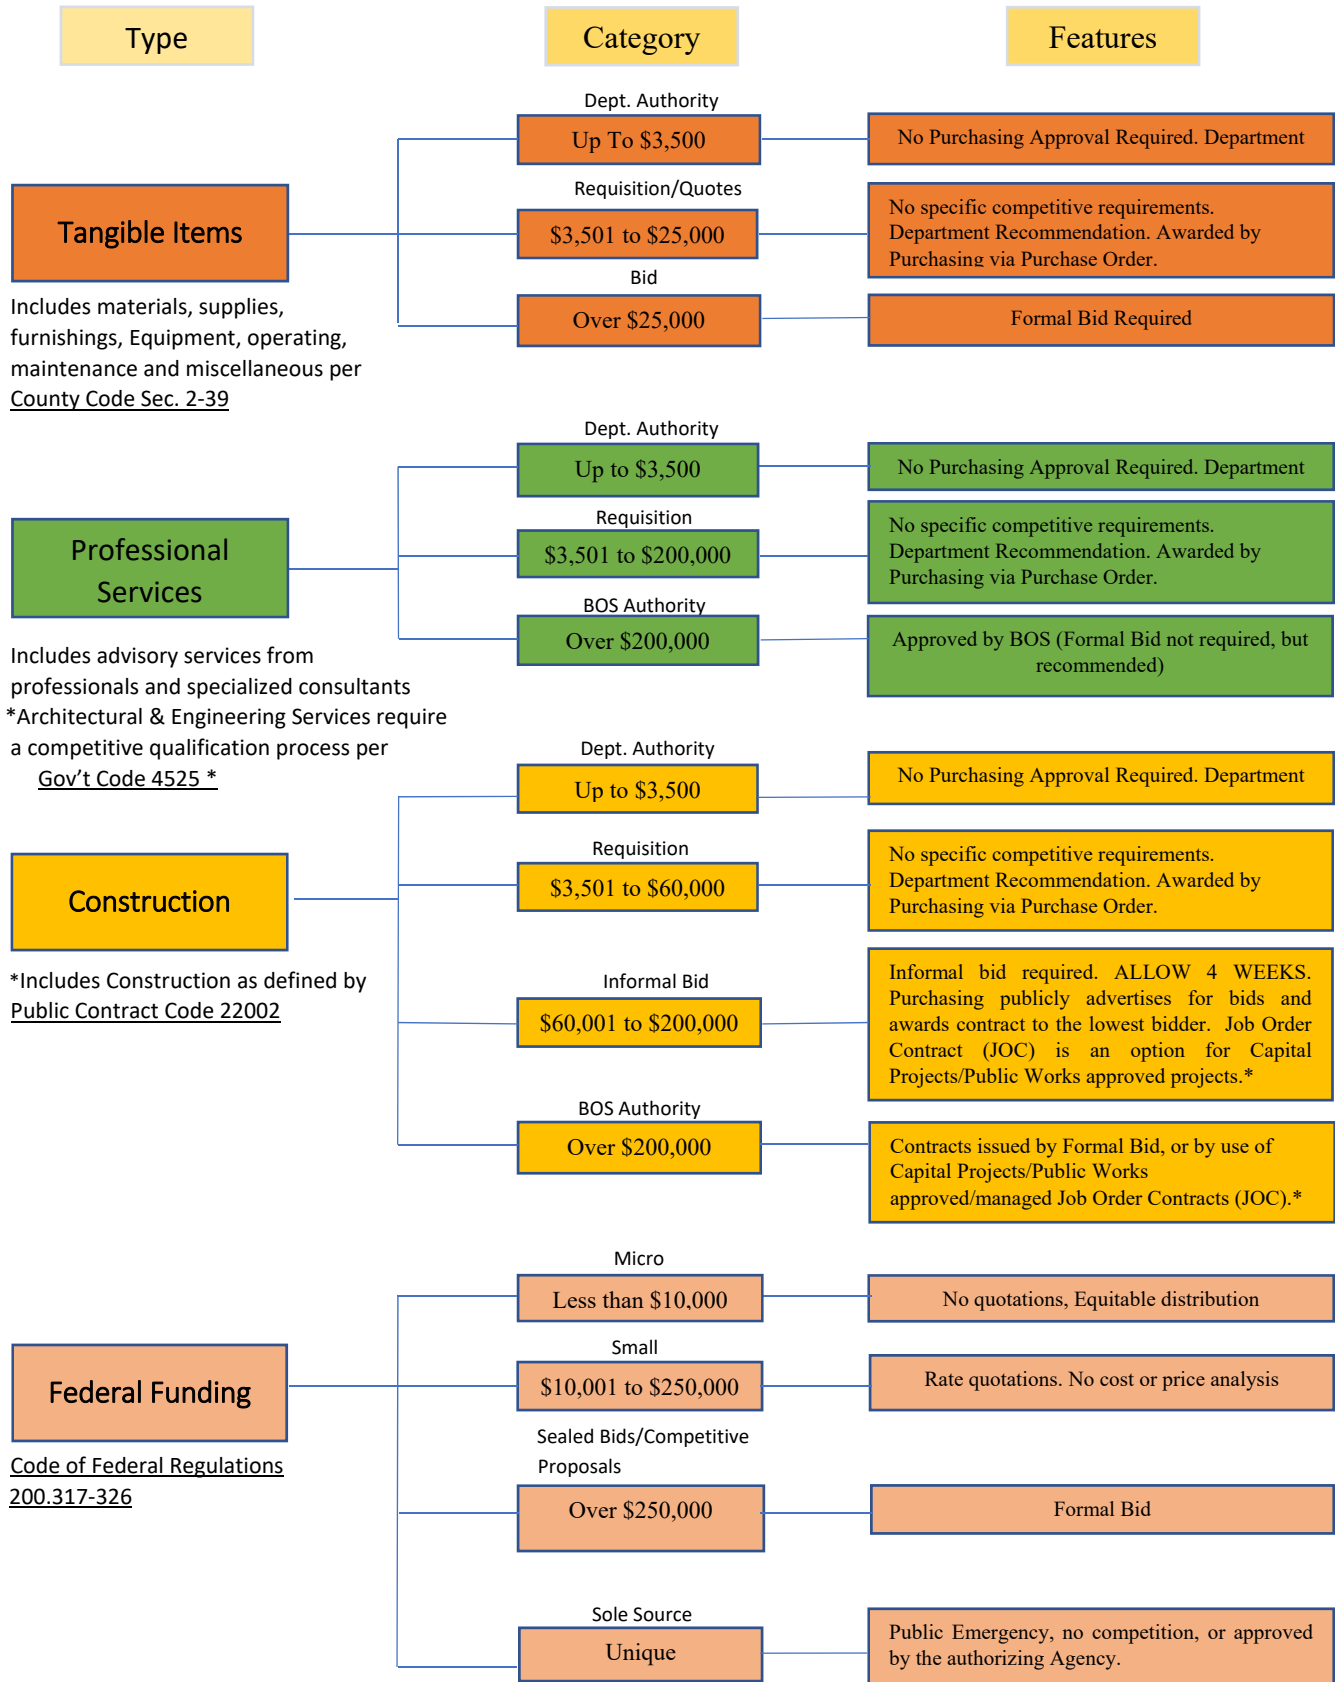 Type
Category
Features
Tangible Items
Includes materials, supplies,
furnishings, Equipment, operating,
maintenance and miscellaneous per
County Code Sec. 2-39
Dept. Authority
Up To $3,500
No Purchasing Approval Required. Department
Requisition/Quotes
$3,501 to $25,000
No specific competitive requirements.
Department Recommendation. Awarded by
Purchasing via Purchase Order.
Bid
Over $25,000
Formal Bid Required
Professional
Services
Includes advisory services from
professionals and specialized consultants
*Architectural & Engineering Services require
a competitive qualification process per
Gov't Code 4525 *
Dept. Authority
Up to $3,500
No Purchasing Approval Required. Department
Requisition
$3,501 to $200,000
No specific competitive requirements.
Department Recommendation. Awarded by
Purchasing via Purchase Order.
BOS Authority
Over $200,000
Approved by BOS (Formal Bid not required, but
recommended)
Construction
*Includes Construction as defined by
Public Contract Code 22002
Dept. Authority
Up to $3,500
No Purchasing Approval Required. Department
Requisition
$3,501 to $60,000
No specific competitive requirements.
Department Recommendation. Awarded by
Purchasing via Purchase Order.
Informal Bid
$60,001 to $200,000
Informal bid required. ALLOW 4 WEEKS.
Purchasing publicly advertises for bids and
awards contract to the lowest bidder. Job Order
Contract (JOC) is an option for Capital
Projects/Public Works approved projects.*
BOS Authority
Over $200,000
Contracts issued by Formal Bid, or by use of
Capital Projects/Public Works
approved/managed Job Order Contracts (JOC).*
Federal Funding
Code of Federal Regulations
200.317-326
Micro
Less than $10,000
No quotations, Equitable distribution
Small
$10,001 to $250,000
Rate quotations. No cost or price analysis
Sealed Bids/Competitive
Proposals
Over $250,000
Formal Bid
Sole Source
Unique
Public Emergency, no competition, or approved
by the authorizing Agency.